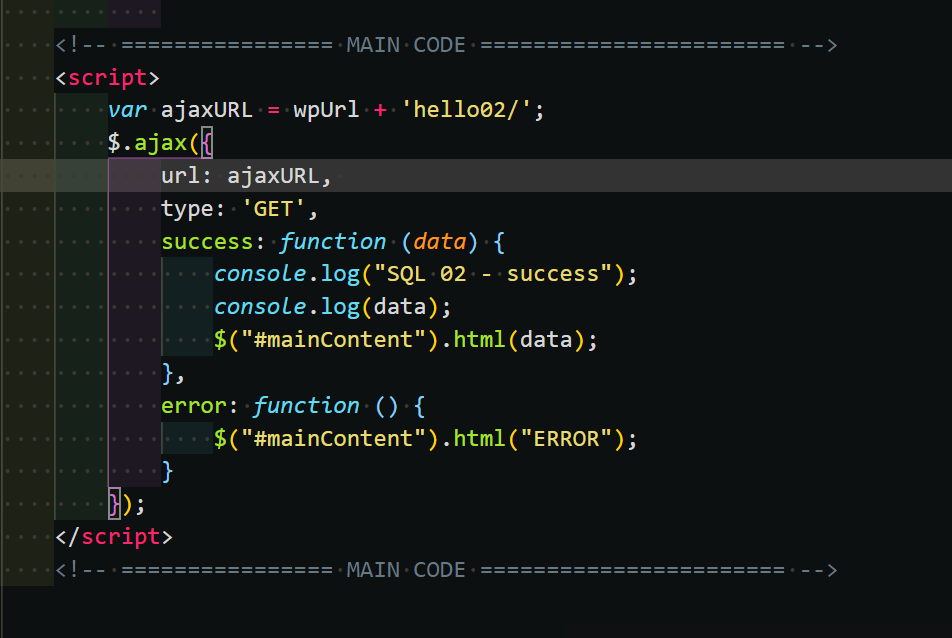 <!-- ================ MAIN CODE ======================= -->
<script>
    var ajaxURL = wpUrl + 'hello02/';
    $.ajax({
        url: ajaxURL,
        type: 'GET',
        success: function (data) {
            console.log("SQL 02 - success");
            console.log(data);
            $("#mainContent").html(data);
        },
        error: function () {
            $("#mainContent").html("ERROR");
        }
    });
</script>
<!-- ================ MAIN CODE ======================= -->